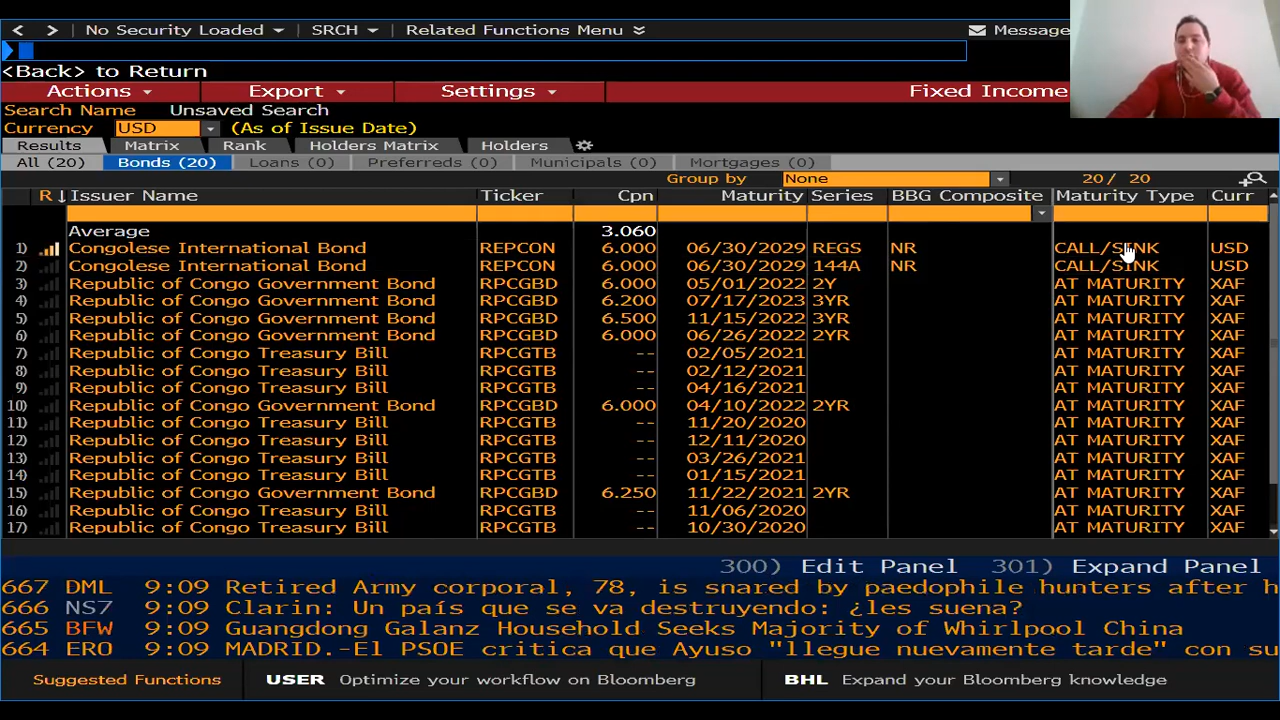 No Security Loaded SRCH Related Functions Menu Message
<Back> to Return
Actions Export Settings Fixed Income
Search Name Unsaved Search
Currency USD (As of Issue Date)
Results Matrix Rank Holders Matrix Holders
All (20) Bonds (20) Loans (0) Preferreds (0) Municipals (0) Mortgages (0)
Group by None 20 / 20
R Issuer Name Ticker Cpn Maturity Series BBG Composite Maturity Type Curr
Average 3.060
1) Congolese International Bond REPCON 6.000 06/30/2029 REGS NR CALL/SINK USD
2) Congolese International Bond REPCON 6.000 06/30/2029 144A NR CALL/SINK USD
3) Republic of Congo Government Bond RPCGBD 6.000 05/01/2022 2Y AT MATURITY XAF
4) Republic of Congo Government Bond RPCGBD 6.200 07/17/2023 3YR AT MATURITY XAF
5) Republic of Congo Government Bond RPCGBD 6.500 11/15/2022 3YR AT MATURITY XAF
6) Republic of Congo Government Bond RPCGBD 6.000 06/26/2022 2YR AT MATURITY XAF
7) Republic of Congo Treasury Bill RPCGTB -- 02/05/2021 AT MATURITY XAF
8) Republic of Congo Treasury Bill RPCGTB -- 02/12/2021 AT MATURITY XAF
9) Republic of Congo Treasury Bill RPCGTB -- 04/16/2021 AT MATURITY XAF
10) Republic of Congo Government Bond RPCGBD 6.000 04/10/2022 2YR AT MATURITY XAF
11) Republic of Congo Treasury Bill RPCGTB -- 11/20/2020 AT MATURITY XAF
12) Republic of Congo Treasury Bill RPCGTB -- 12/11/2020 AT MATURITY XAF
13) Republic of Congo Treasury Bill RPCGTB -- 03/26/2021 AT MATURITY XAF
14) Republic of Congo Treasury Bill RPCGTB -- 01/15/2021 AT MATURITY XAF
15) Republic of Congo Government Bond RPCGBD 6.250 11/22/2021 2YR AT MATURITY XAF
16) Republic of Congo Treasury Bill RPCGTB -- 11/06/2020 AT MATURITY XAF
17) Republic of Congo Treasury Bill RPCGTB -- 10/30/2020 AT MATURITY XAF
300) Edit Panel 301) Expand Panel
667 DML 9:09 Retired Army corporal, 78, is snared by paedophile hunters after h
666 NS7 9:09 Clarin: Un país que se va destruyendo: ¿les suena?
665 BFW 9:09 Guangdong Galanz Household Seeks Majority of Whirlpool China
664 ERO 9:09 MADRID.-El PSOE critica que Ayuso "llegue nuevamente tarde" con su
Suggested Functions USER Optimize your workflow on Bloomberg BHL Expand your Bloomberg knowledge